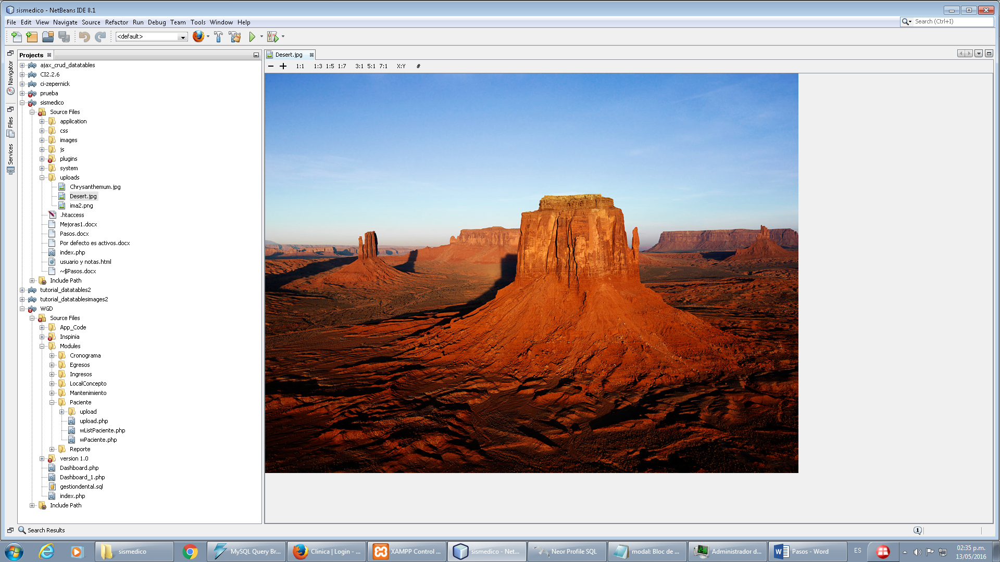 sismedico - NetBeans IDE 8.1
File Edit View Navigate Source Refactor Run Debug Team Tools Window Help
Search (Ctrl+I)
<default>
Navigator
Files
Services
Projects
ajax_crud_datatables
CI2.2.6
ci-zepernick
prueba
sismedico
Source Files
application
css
images
js
plugins
system
uploads
Chrysanthemum.jpg
Desert.jpg
ima2.png
.htaccess
Mejoras1.docx
Pasos.docx
Por defecto es activos.docx
index.php
usuario y notas.html
~$Pasos.docx
Include Path
tutorial_datatables2
tutorial_datatablesimages2
WGD
Source Files
App_Code
Inspinia
Modules
Cronograma
Egresos
Ingresos
LocalConcepto
Mantenimiento
Paciente
upload
upload.php
wListPaciente.php
wPaciente.php
Reporte
version 1.0
Dashboard.php
Dashboard_1.php
gestiondental.sql
index.php
Include Path
Desert.jpg
1:1 1:3 1:5 1:7 3:1 5:1 7:1 X:Y #
Search Results
1
sismedico
MySQL Query Br...
Clinica | Login - ...
XAMPP Control ...
sismedico - Net...
Neor Profile SQL
modal: Bloc de ...
Administrador d...
Pasos - Word
ES
02:35 p.m.
13/05/2016